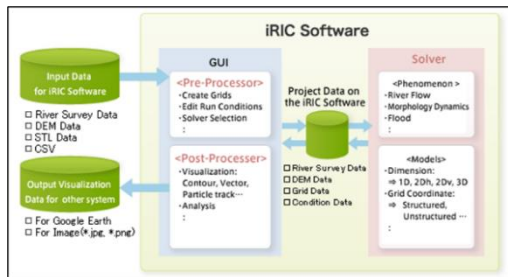 iRIC Software
Input Data
for iRIC Software
□ River Survey Data
□ DEM Data
□ STL Data
□ CSV
Output Visualization
Data for other system
□ For Google Earth
□ For Image(*.jpg, *.png)
GUI
<Pre-Processor>
・Create Grids
・Edit Run Conditions
・Solver Selection
:
<Post-Processer>
・Visualization:
Contour, Vector,
Particle track…
・Analysis
:
Project Data on
the iRIC Software
□ River Survey Data
□ DEM Data
□ Grid Data
□ Condition Data
Solver
<Phenomenon >
・River Flow
・Morphology Dynamics
・Flood
:
<Models>
・Dimension:
⇒ 1D, 2Dh, 2Dv, 3D
・Grid Coordinate:
⇒ Structured,
Unstructured …
: